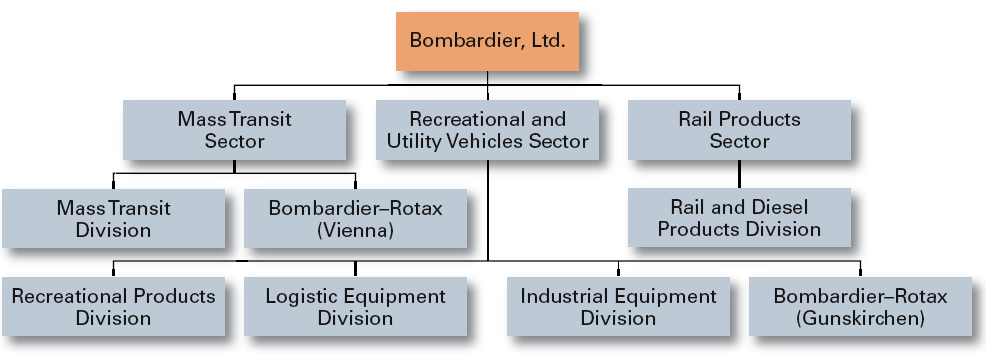 Bombardier, Ltd.
Mass Transit
Sector
Recreational and
Utility Vehicles Sector
Rail Products
Sector
Mass Transit
Division
Bombardier–Rotax
(Vienna)
Rail and Diesel
Products Division
Recreational Products
Division
Logistic Equipment
Division
Industrial Equipment
Division
Bombardier–Rotax
(Gunskirchen)